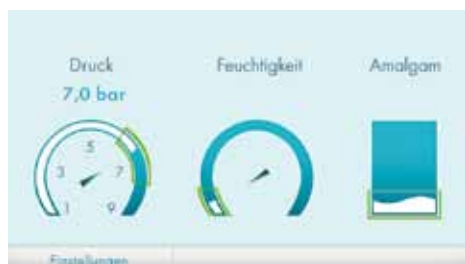 Druck
Feuchtigkeit
Amalgam
7,0 bar
5
3
7
1
9
Einstellungen